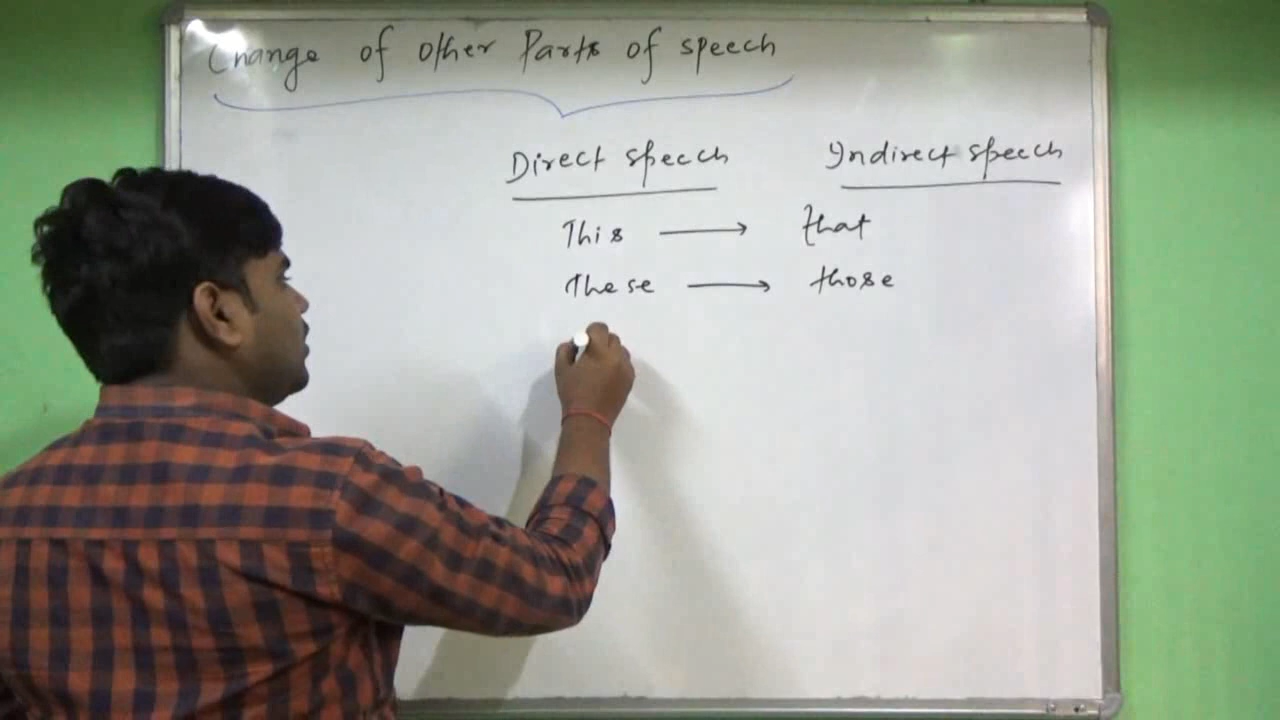 Change of other Parts of speech
Direct speech Indirect speech
This → that
These → those